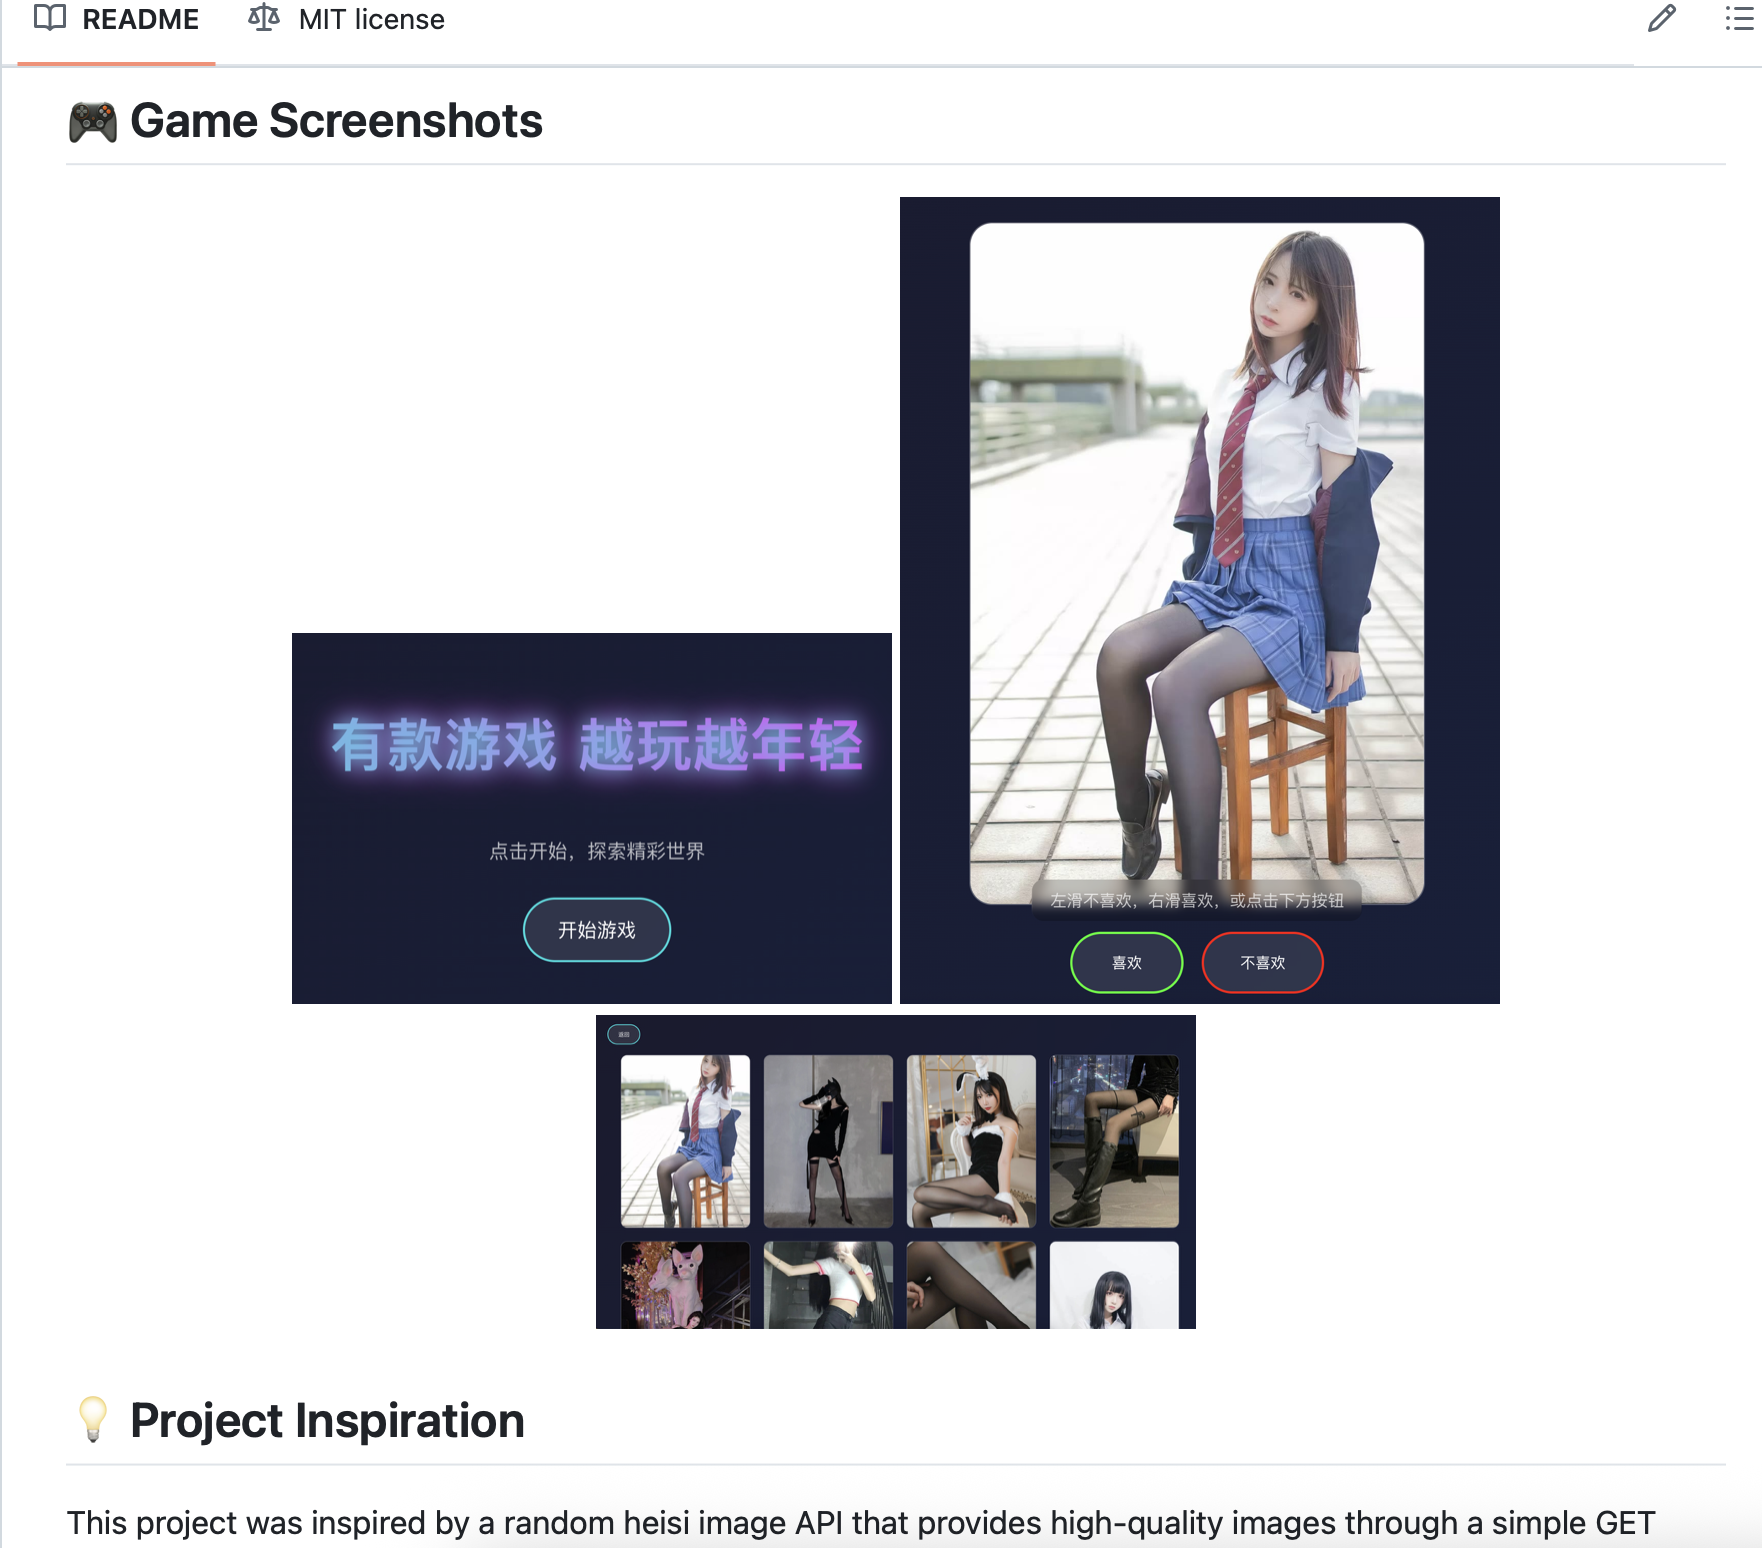 README
MIT license
Game Screenshots
有款游戏 越玩越年轻
点击开始，探索精彩世界
开始游戏
左滑不喜欢，右滑喜欢，或点击下方按钮
喜欢
不喜欢
返回
Project Inspiration
This project was inspired by a random heisi image API that provides high-quality images through a simple GET